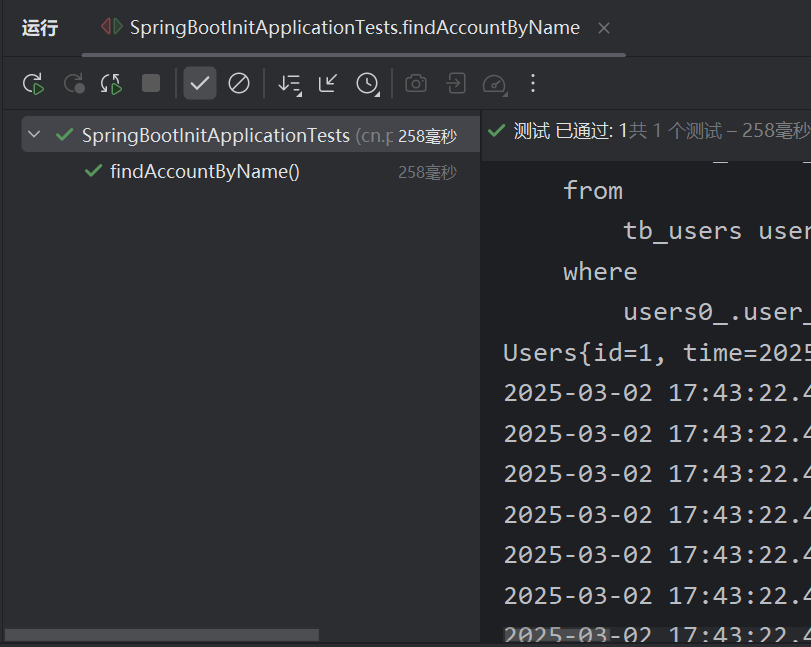 运行
SpringBootInitApplicationTests.findAccountByName
SpringBootInitApplicationTests (cn.p 258毫秒
findAccountByName() 258毫秒
测试 已通过: 1共 1 个测试 – 258毫秒
from
tb_users user
where
users0_.user_
Users{id=1, time=2025
2025-03-02 17:43:22.4
2025-03-02 17:43:22.4
2025-03-02 17:43:22.4
2025-03-02 17:43:22.4
2025-03-02 17:43:22.4
2025-03-02 17:43:22.4
2025-03-02 17:43:22.4